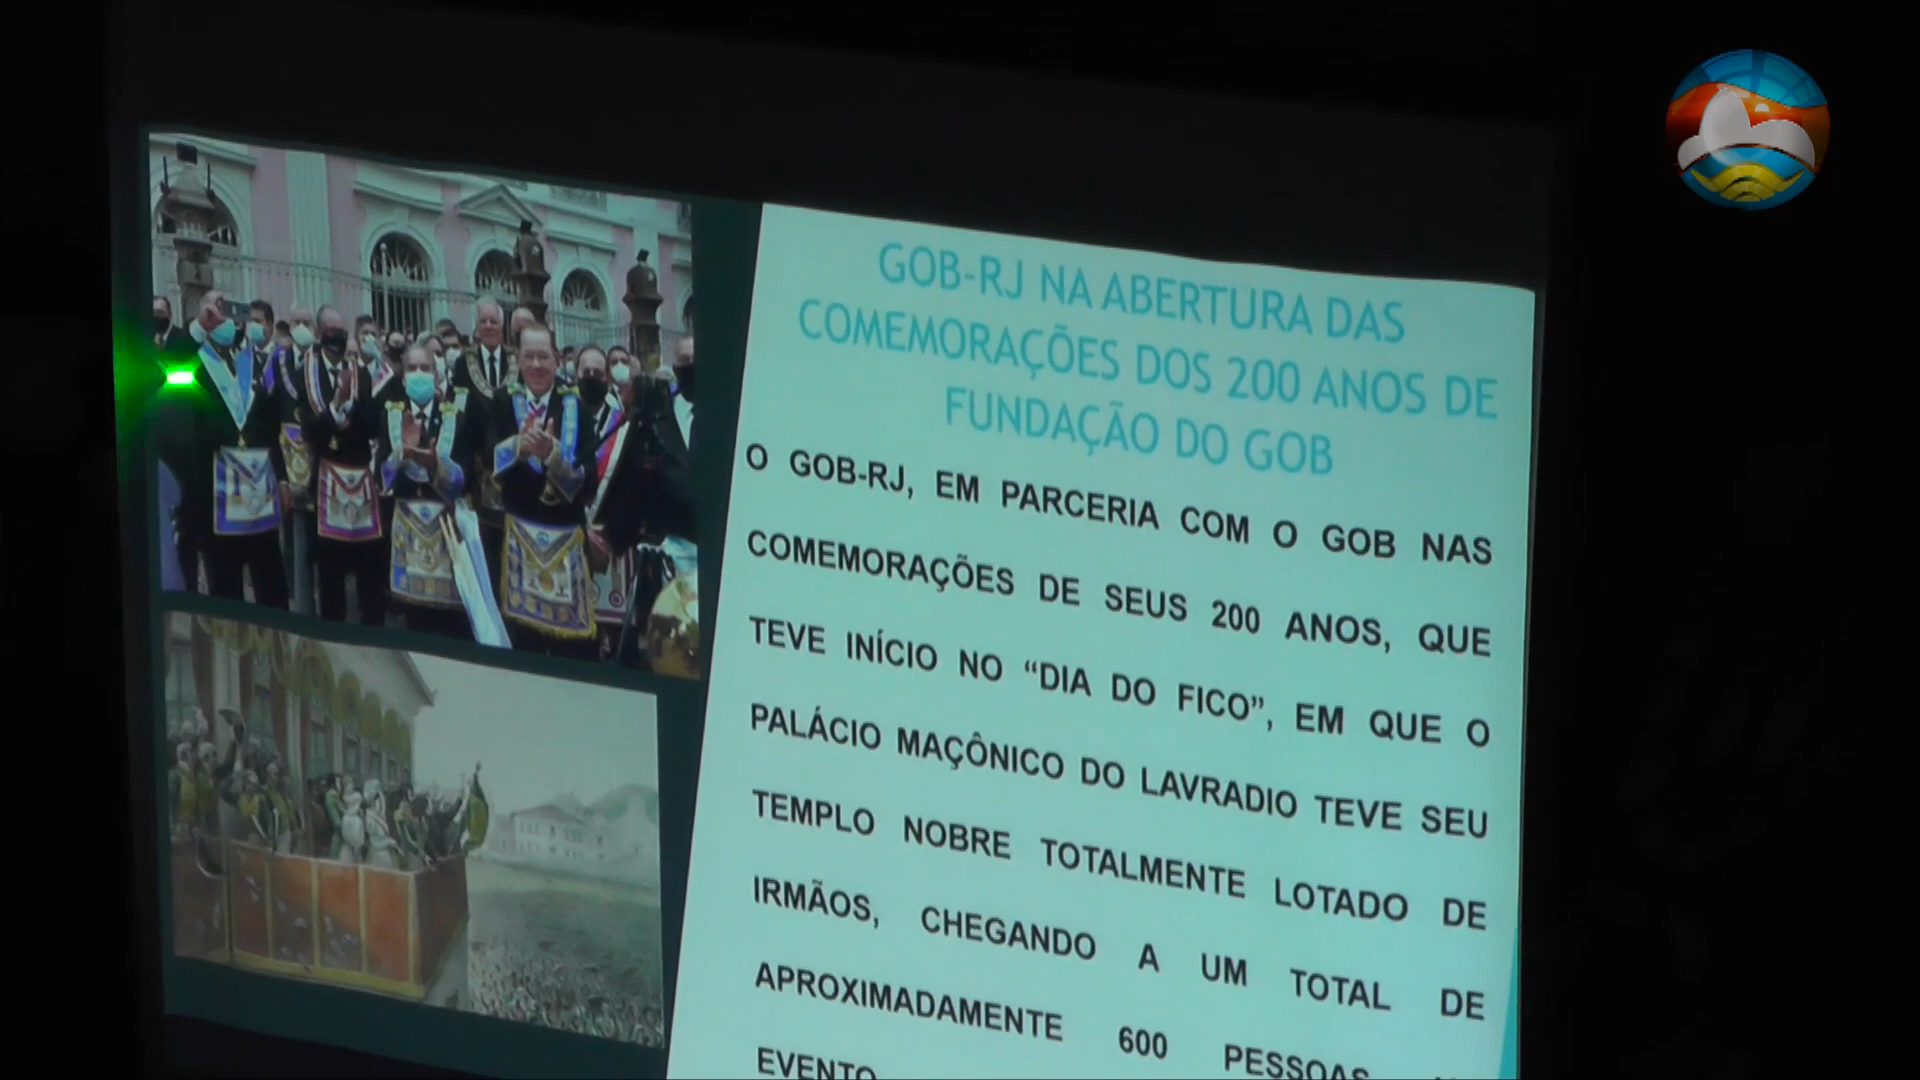 GOB-RJ NA ABERTURA DAS
COMEMORAÇÕES DOS 200 ANOS DE
FUNDAÇÃO DO GOB
O GOB-RJ, EM PARCERIA COM O GOB NAS
COMEMORAÇÕES DE SEUS 200 ANOS, QUE
TEVE INÍCIO NO “DIA DO FICO”, EM QUE O
PALÁCIO MAÇÔNICO DO LAVRADIO TEVE SEU
TEMPLO NOBRE TOTALMENTE LOTADO DE
IRMÃOS, CHEGANDO A UM TOTAL DE
APROXIMADAMENTE 600 PESSOAS
EVENTO